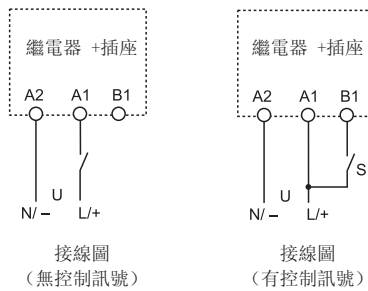 繼電器 +插座
A2 A1 B1
U
N/ – L/+
接線圖
（無控制訊號）
繼電器 +插座
A2 A1 B1
S
U
N/ – L/+
接線圖
（有控制訊號）